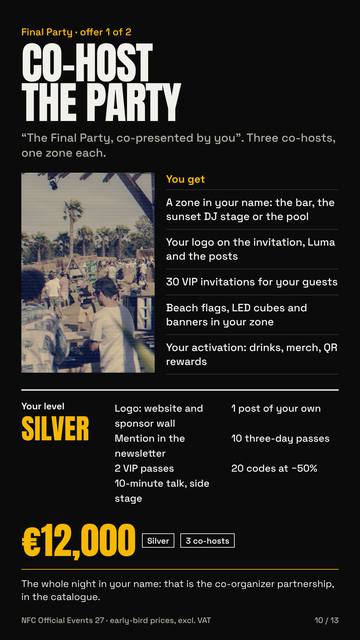 Final Party · offer 1 of 2
CO-HOST
THE PARTY
“The Final Party, co-presented by you”. Three co-hosts,
one zone each.
You get
A zone in your name: the bar, the
sunset DJ stage or the pool
Your logo on the invitation, Luma
and the posts
30 VIP invitations for your guests
Beach flags, LED cubes and
banners in your zone
Your activation: drinks, merch, QR
rewards
Your level
SILVER
Logo: website and
sponsor wall
1 post of your own
Mention in the
newsletter
10 three-day passes
2 VIP passes
20 codes at −50%
10-minute talk, side
stage
€12,000
Silver
3 co-hosts
The whole night in your name: that is the co-organizer partnership,
in the catalogue.
NFC Official Events 27 · early-bird prices, excl. VAT
10 / 13